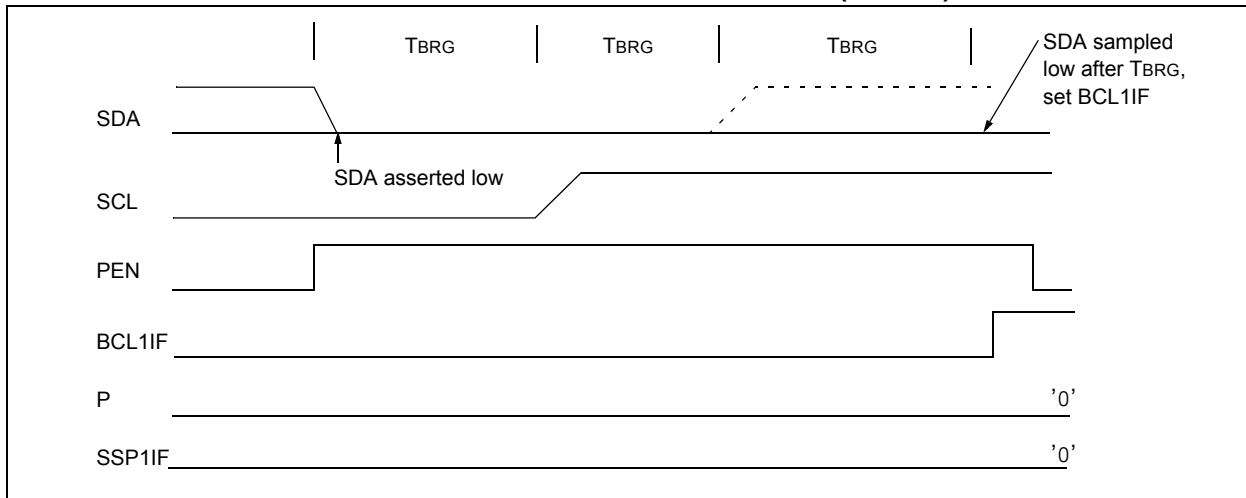 TBRG TBRG TBRG
SDA sampled
low after TBRG,
set BCL1IF
SDA
SDA asserted low
SCL
PEN
BCL1IF
P
'0'
SSP1IF
'0'